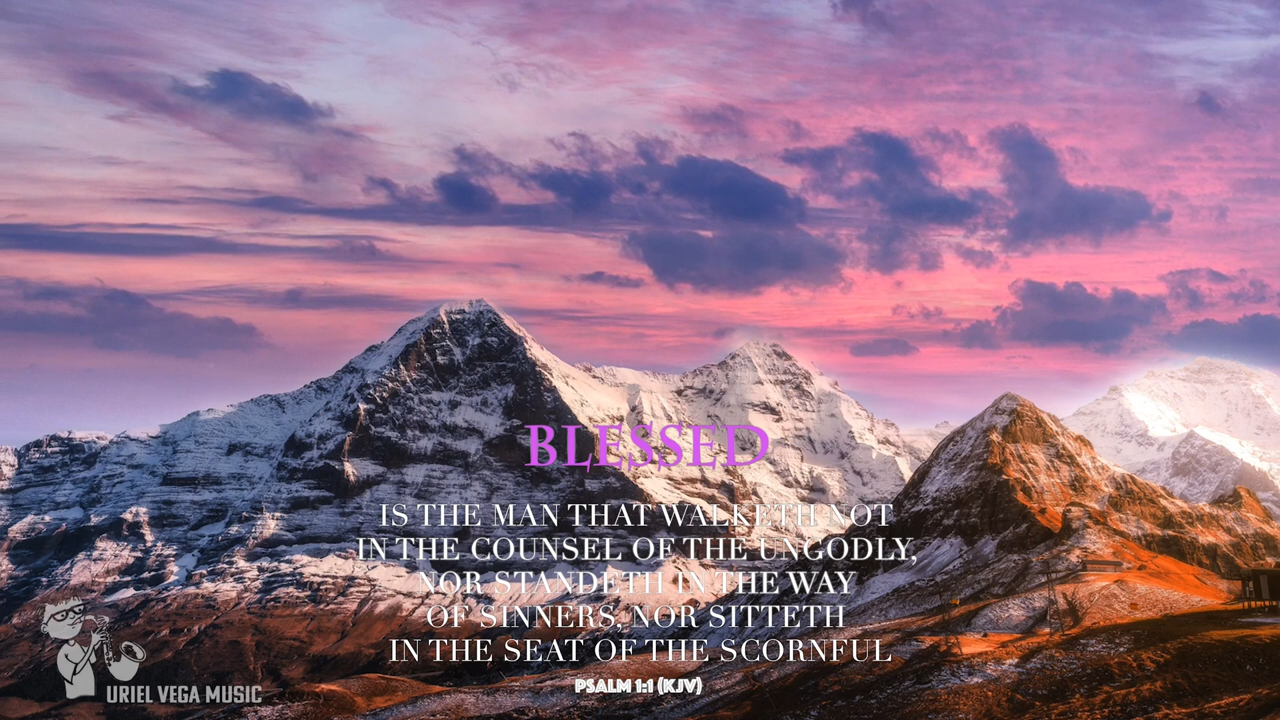 BLESSED
IS THE MAN THAT WALKETH NOT
IN THE COUNSEL OF THE UNGODLY,
NOR STANDETH IN THE WAY
OF SINNERS, NOR SITTETH
IN THE SEAT OF THE SCORNFUL
PSALM 1:1 (KJV)
URIEL VEGA MUSIC